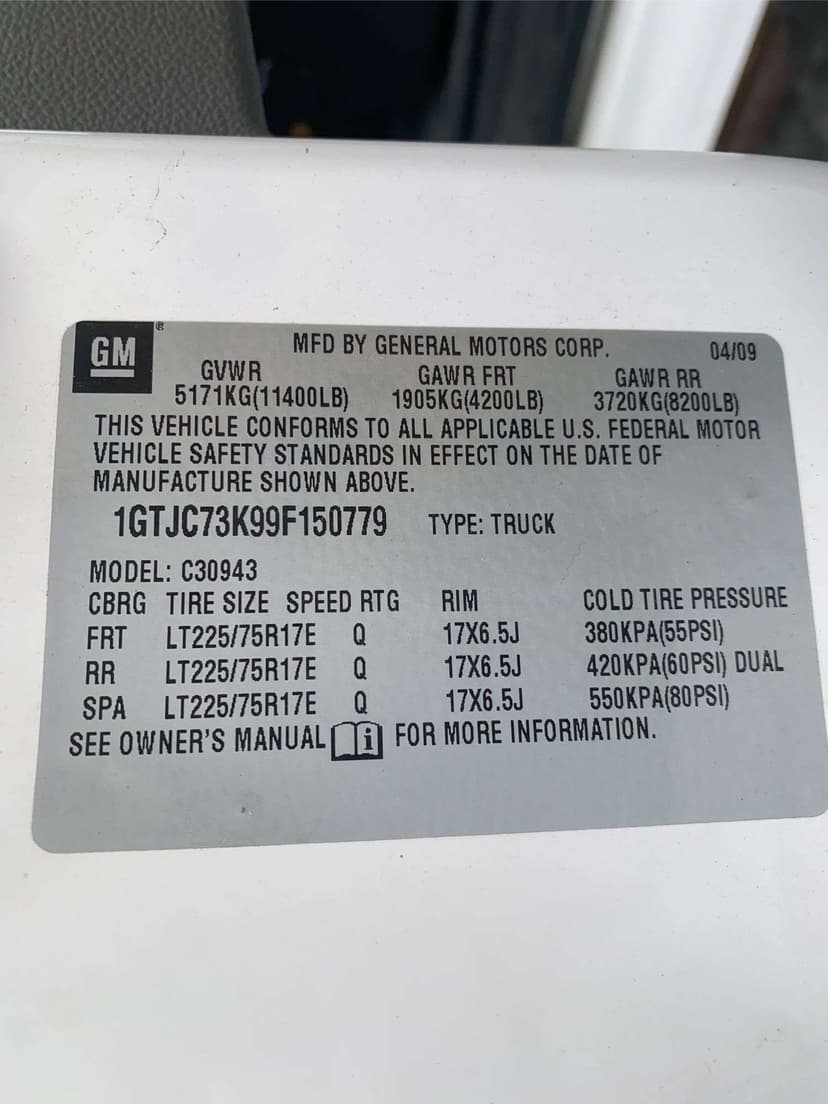 GM ®
MFD BY GENERAL MOTORS CORP. 04/09
GVWR GAWR FRT GAWR RR
5171KG(11400LB) 1905KG(4200LB) 3720KG(8200LB)
THIS VEHICLE CONFORMS TO ALL APPLICABLE U.S. FEDERAL MOTOR
VEHICLE SAFETY STANDARDS IN EFFECT ON THE DATE OF
MANUFACTURE SHOWN ABOVE.
1GTJC73K99F150779 TYPE: TRUCK
MODEL: C30943
CBRG TIRE SIZE SPEED RTG RIM COLD TIRE PRESSURE
FRT LT225/75R17E Q 17X6.5J 380KPA(55PSI)
RR LT225/75R17E Q 17X6.5J 420KPA(60PSI) DUAL
SPA LT225/75R17E Q 17X6.5J 550KPA(80PSI)
SEE OWNER'S MANUAL i FOR MORE INFORMATION.